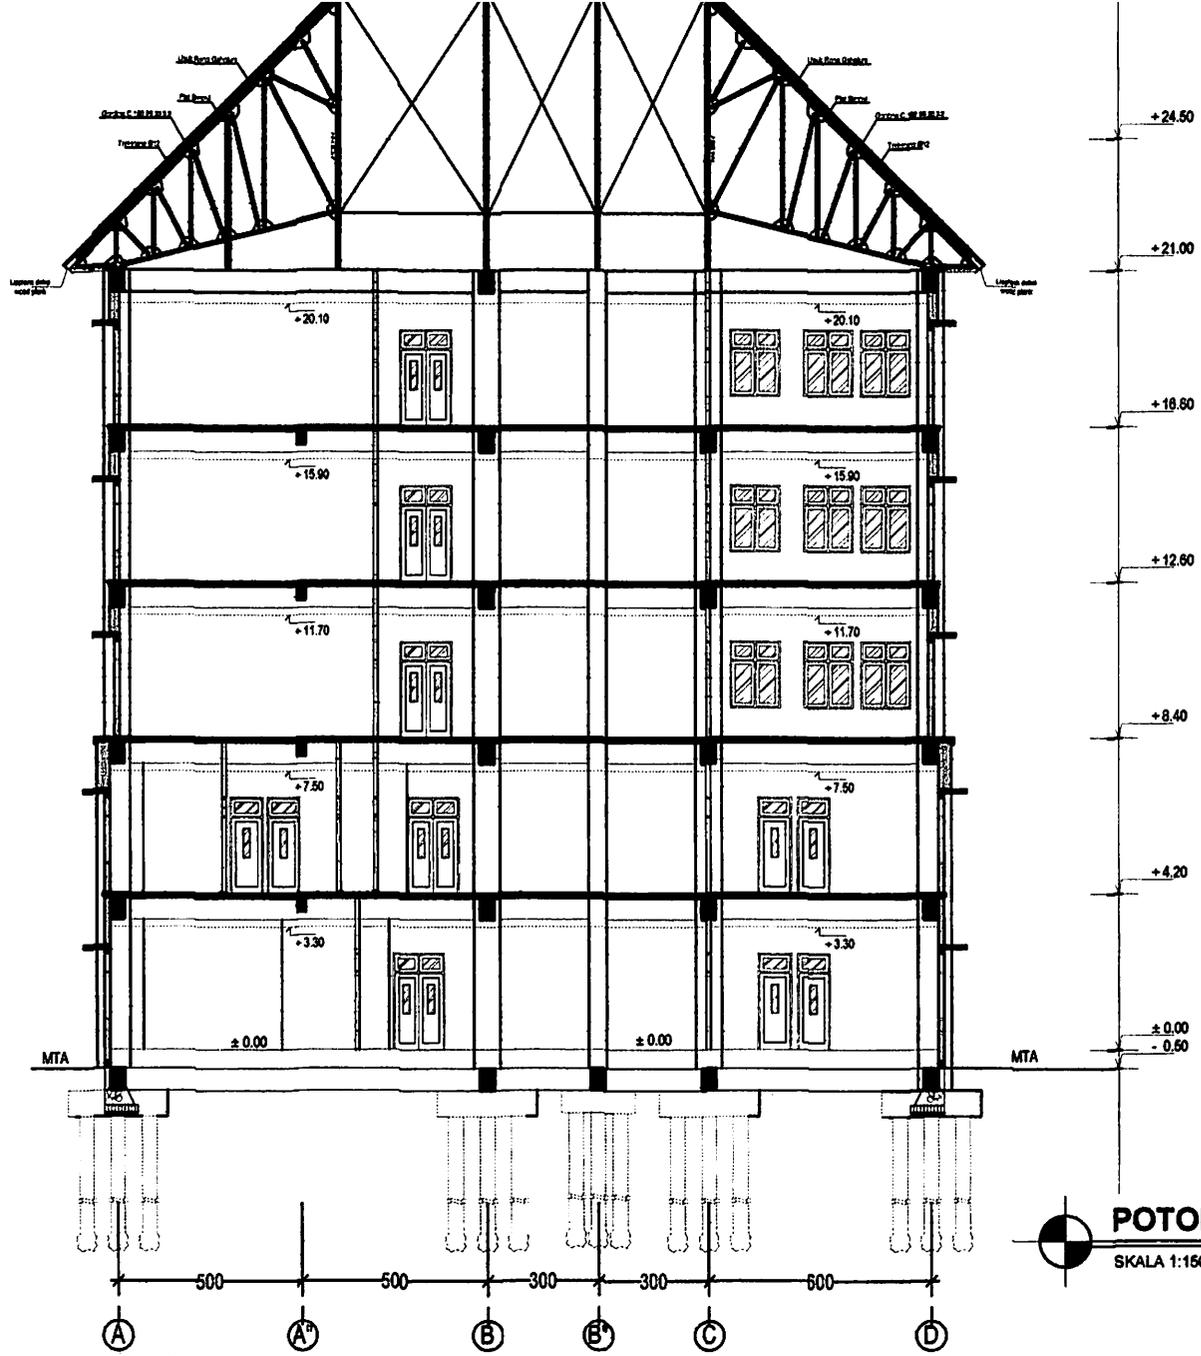 + 24.50
+ 21.00
+ 20.10
+ 20.10
+ 16.80
+ 15.90
+ 15.90
+ 12.60
+ 11.70
+ 11.70
+ 8.40
+ 7.50
+ 7.50
+ 4.20
+ 3.30
+ 3.30
± 0.00
± 0.00
± 0.00
- 0.60
MTA
MTA
POTO
SKALA 1:15
500
500
300
300
600
A
A"
B
B"
C
D